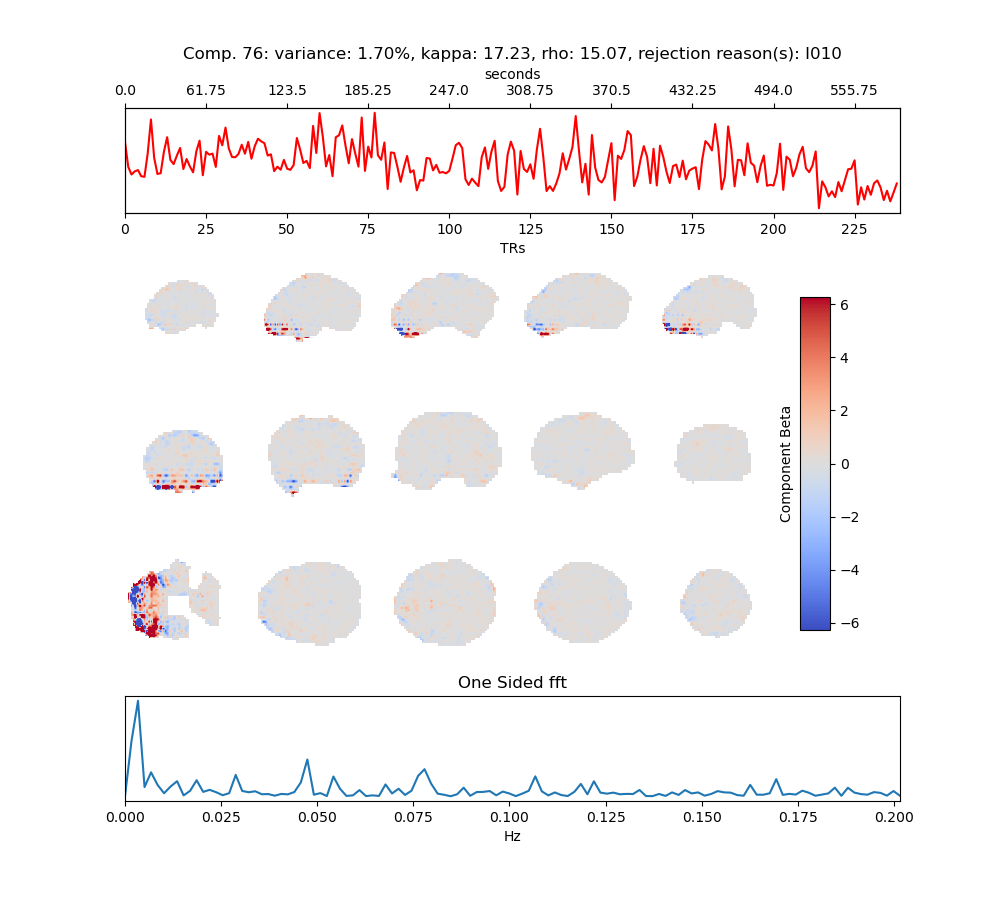 Comp. 76: variance: 1.70%, kappa: 17.23, rho: 15.07, rejection reason(s): I010
seconds
0.0 61.75 123.5 185.25 247.0 308.75 370.5 432.25 494.0 555.75
0 25 50 75 100 125 150 175 200 225
TRs
6
4
2
0
−2
−4
−6
Component Beta
One Sided fft
0.000 0.025 0.050 0.075 0.100 0.125 0.150 0.175 0.200
Hz